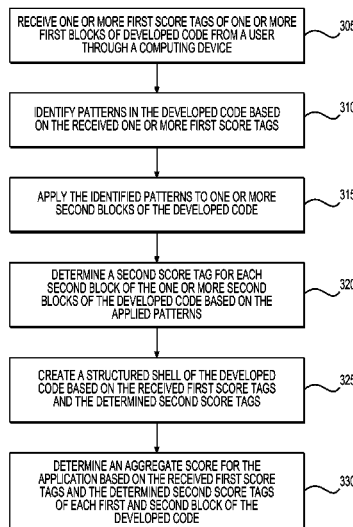 RECEIVE ONE OR MORE FIRST SCORE TAGS OF ONE OR MORE
FIRST BLOCKS OF DEVELOPED CODE FROM A USER
THROUGH A COMPUTING DEVICE
305
IDENTIFY PATTERNS IN THE DEVELOPED CODE BASED
ON THE RECEIVED ONE OR MORE FIRST SCORE TAGS
310
APPLY THE IDENTIFIED PATTERNS TO ONE OR MORE
SECOND BLOCKS OF THE DEVELOPED CODE
315
DETERMINE A SECOND SCORE TAG FOR EACH
SECOND BLOCK OF THE ONE OR MORE SECOND
BLOCKS OF THE DEVELOPED CODE BASED ON THE
APPLIED PATTERNS
320
CREATE A STRUCTURED SHELL OF THE DEVELOPED
CODE BASED ON THE RECEIVED FIRST SCORE TAGS
AND THE DETERMINED SECOND SCORE TAGS
325
DETERMINE AN AGGREGATE SCORE FOR THE
APPLICATION BASED ON THE RECEIVED FIRST SCORE
TAGS AND THE DETERMINED SECOND SCORE TAGS
OF EACH FIRST AND SECOND BLOCK OF THE
DEVELOPED CODE
330